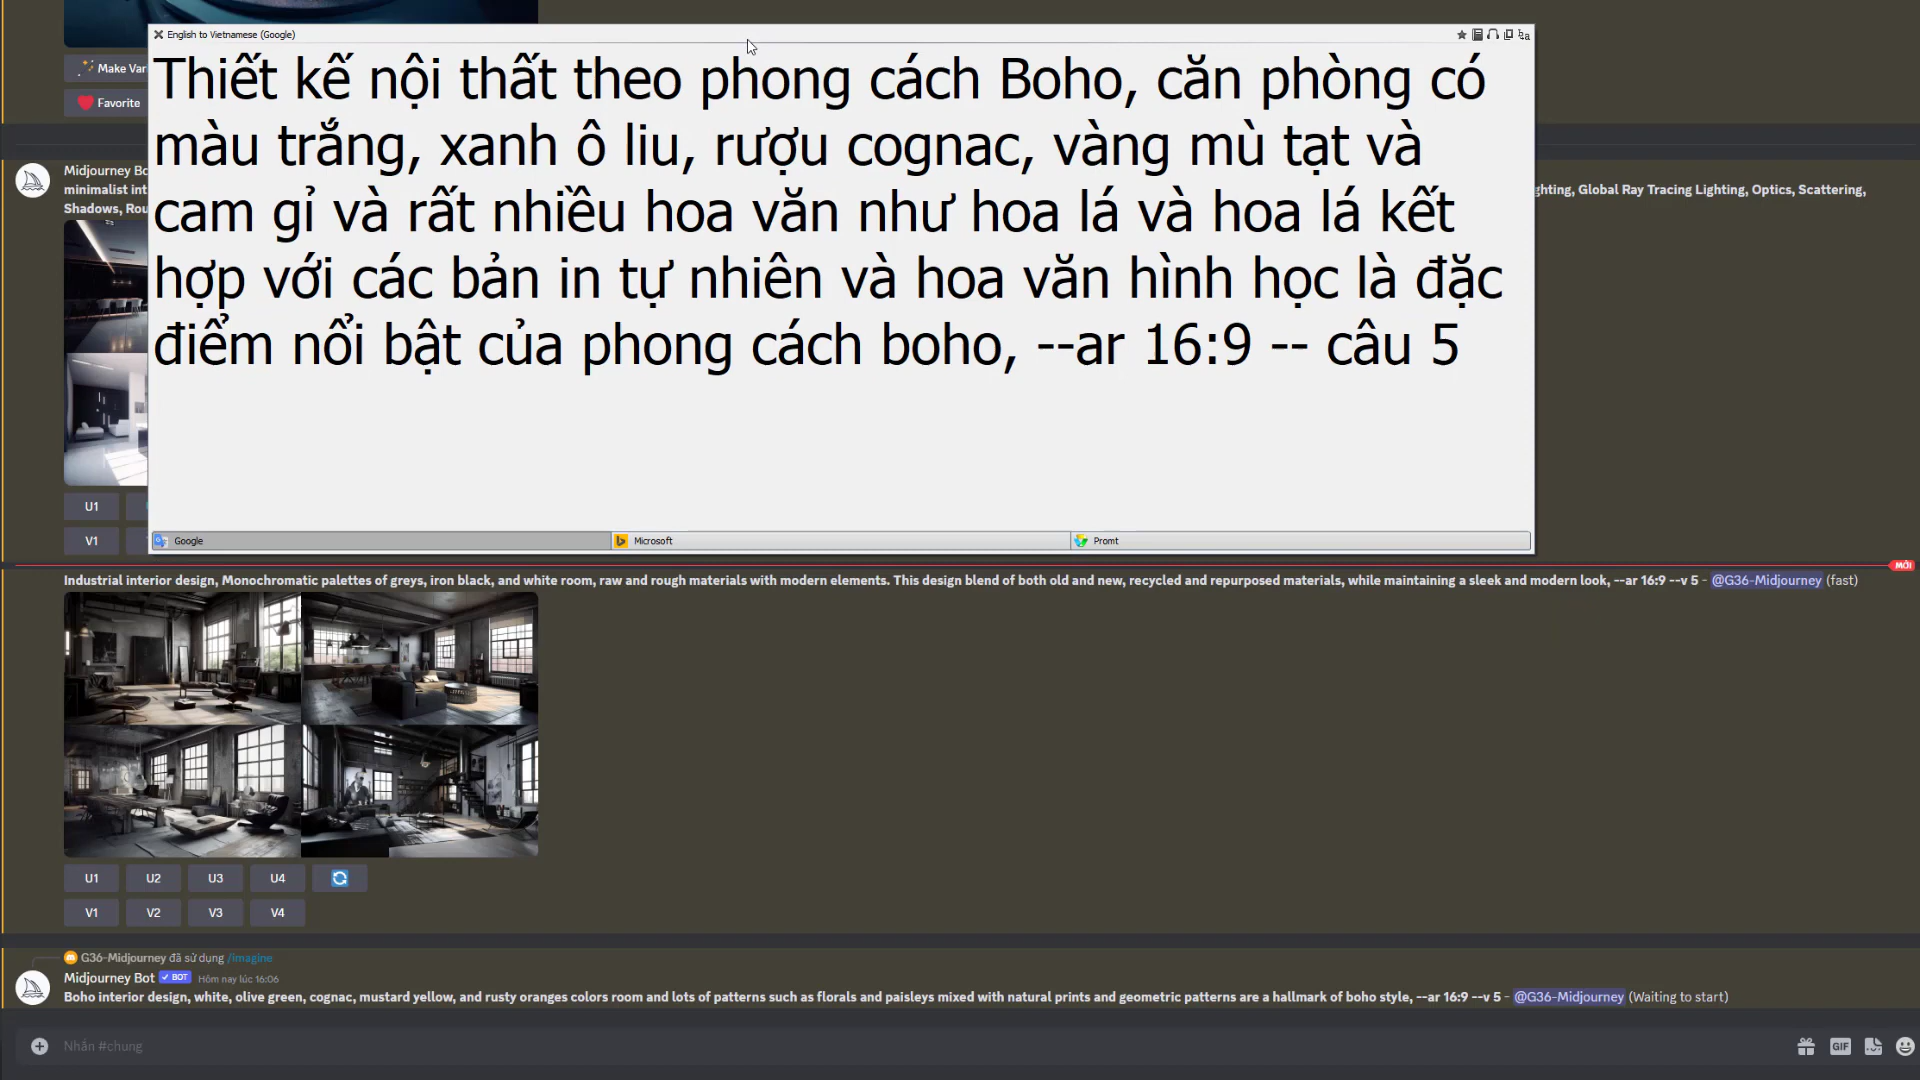 English to Vietnamese (Google)
Thiết kế nội thất theo phong cách Boho, căn phòng có
màu trắng, xanh ô liu, rượu cognac, vàng mù tạt và
cam gỉ và rất nhiều hoa văn như hoa lá và hoa lá kết
hợp với các bản in tự nhiên và hoa văn hình học là đặc
điểm nổi bật của phong cách boho, --ar 16:9 -- câu 5
Google
Microsoft
Promt
Make Vari
Favorite
Midjourney Bo
minimalist int
ghting, Global Ray Tracing Lighting, Optics, Scattering,
Shadows, Rou
U1
V1
MỚI
Industrial interior design, Monochromatic palettes of greys, iron black, and white room, raw and rough materials with modern elements. This design blend of both old and new, recycled and repurposed materials, while maintaining a sleek and modern look, --ar 16:9 --v 5 - @G36-Midjourney (fast)
U1 U2 U3 U4
V1 V2 V3 V4
G36-Midjourney đã sử dụng /imagine
Midjourney Bot BOT Hôm nay lúc 16:06
Boho interior design, white, olive green, cognac, mustard yellow, and rusty oranges colors room and lots of patterns such as florals and paisleys mixed with natural prints and geometric patterns are a hallmark of boho style, --ar 16:9 --v 5 - @G36-Midjourney (Waiting to start)
Nhắn #chung
GIF